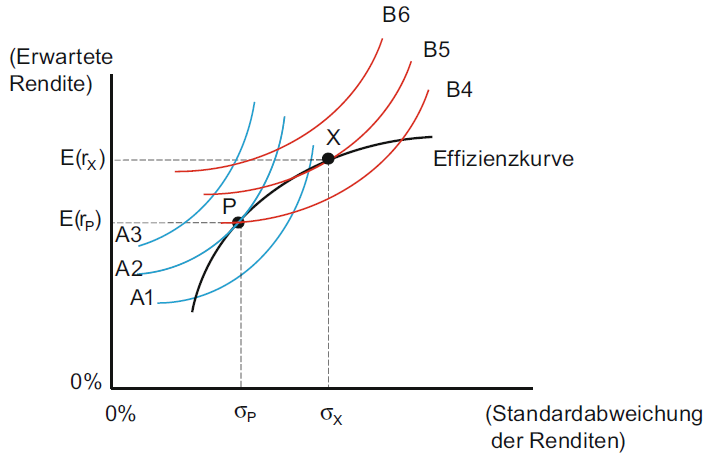 B6
(Erwartete
Rendite)
B5
B4
X
E(rX)
Effizienzkurve
P
E(rP)
A3
A2
A1
0%
0%
σP
σX
(Standardabweichung
der Renditen)